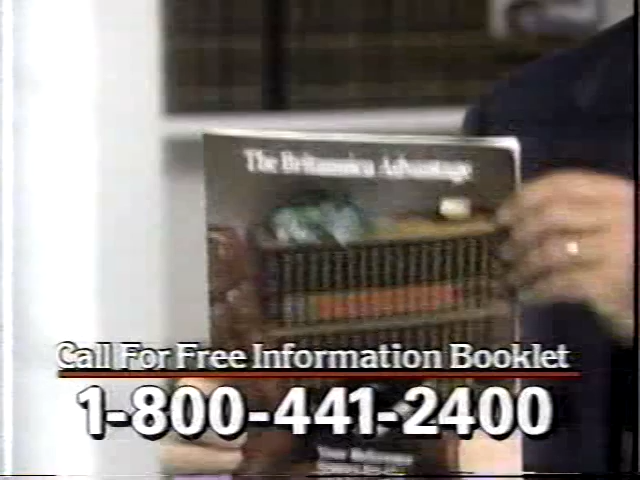 The Britannica Advantage
Call For Free Information Booklet
1-800-441-2400